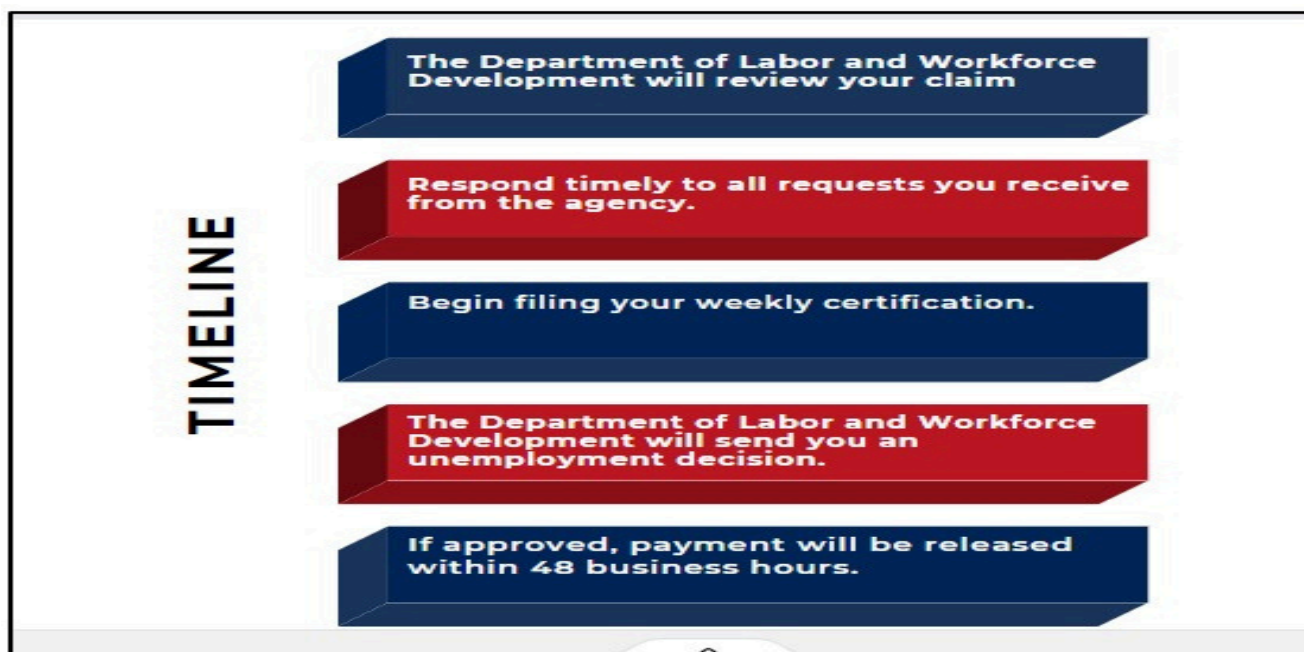 TIMELINE
The Department of Labor and Workforce
Development will review your claim
Respond timely to all requests you receive
from the agency.
Begin filing your weekly certification.
The Department of Labor and Workforce
Development will send you an
unemployment decision.
If approved, payment will be released
within 48 business hours.